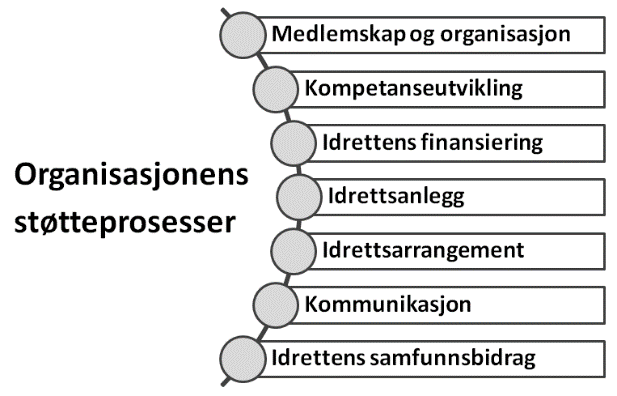 Organisasjonens
støtteprosesser
Medlemskap og organisasjon
Kompetanseutvikling
Idrettens finansiering
Idrettsanlegg
Idrettsarrangement
Kommunikasjon
Idrettens samfunnsbidrag